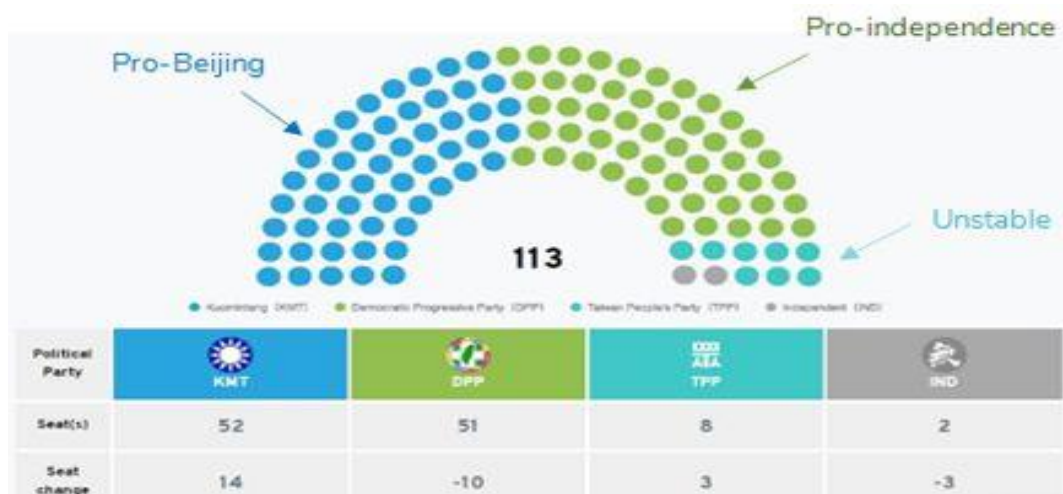 Pro-independence
Pro-Beijing
Unstable
113
Kuomintang (KMT) Democratic Progressive Party (DPP) Taiwan People's Party (TPP) Independent (IND)
Political Party KMT DPP TPP IND
Seat(s) 52 51 8 2
Seat change 14 -10 3 -3